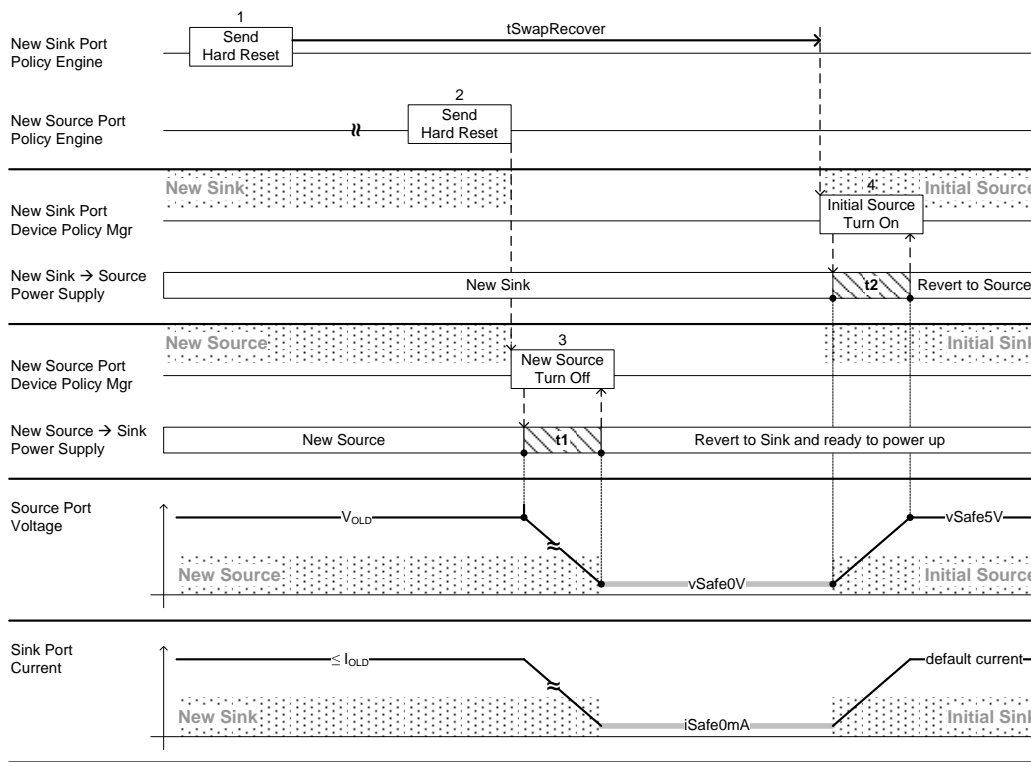 1
New Sink Port
Policy Engine
Send
Hard Reset
tSwapRecover
2
New Source Port
Policy Engine
≈
Send
Hard Reset
New Sink
Initial Source
4
New Sink Port
Device Policy Mgr
Initial Source
Turn On
New Sink → Source
Power Supply
New Sink
t2
Revert to Source
New Source
Initial Sink
3
New Source Port
Device Policy Mgr
New Source
Turn Off
New Source → Sink
Power Supply
New Source
t1
Revert to Sink and ready to power up
Source Port
Voltage
VOLD
vSafe5V
≈
New Source
Initial Source
vSafe0V
Sink Port
Current
≤ IOLD
default current
≈
New Sink
Initial Sink
iSafe0mA